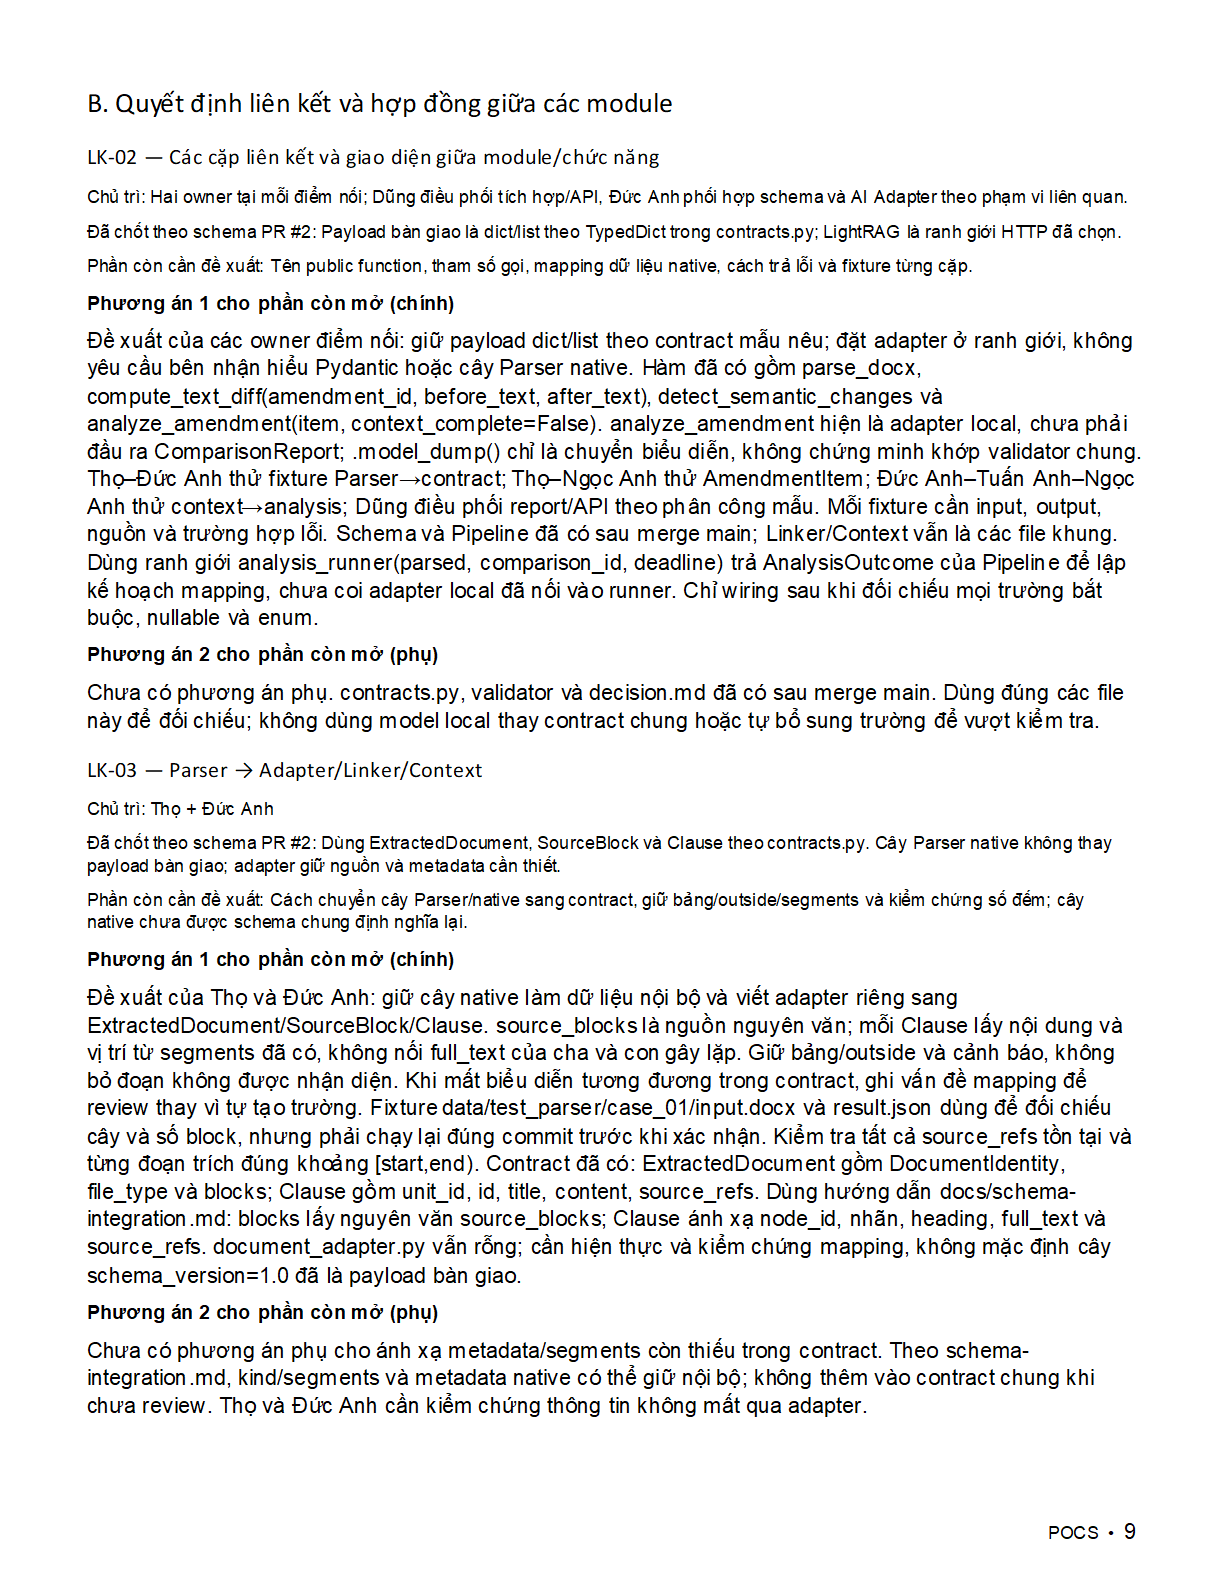 B. Quyết định liên kết và hợp đồng giữa các module
LK-02 — Các cặp liên kết và giao diện giữa module/chức năng
Chủ trì: Hai owner tại mỗi điểm nối; Dũng điều phối tích hợp/API, Đức Anh phối hợp schema và AI Adapter theo phạm vi liên quan.
Đã chốt theo schema PR #2: Payload bàn giao là dict/list theo TypedDict trong contracts.py; LightRAG là ranh giới HTTP đã chọn.
Phần còn cần đề xuất: Tên public function, tham số gọi, mapping dữ liệu native, cách trả lỗi và fixture từng cặp.
Phương án 1 cho phần còn mở (chính)
Đề xuất của các owner điểm nối: giữ payload dict/list theo contract mẫu nêu; đặt adapter ở ranh giới, không
yêu cầu bên nhận hiểu Pydantic hoặc cây Parser native. Hàm đã có gồm parse_docx,
compute_text_diff(amendment_id, before_text, after_text), detect_semantic_changes và
analyze_amendment(item, context_complete=False). analyze_amendment hiện là adapter local, chưa phải
đầu ra ComparisonReport; .model_dump() chỉ là chuyển biểu diễn, không chứng minh khớp validator chung.
Thọ–Đức Anh thử fixture Parser→contract; Thọ–Ngọc Anh thử AmendmentItem; Đức Anh–Tuấn Anh–Ngọc
Anh thử context→analysis; Dũng điều phối report/API theo phân công mẫu. Mỗi fixture cần input, output,
nguồn và trường hợp lỗi. Schema và Pipeline đã có sau merge main; Linker/Context vẫn là các file khung.
Dùng ranh giới analysis_runner(parsed, comparison_id, deadline) trả AnalysisOutcome của Pipeline để lập
kế hoạch mapping, chưa coi adapter local đã nối vào runner. Chỉ wiring sau khi đối chiếu mọi trường bắt
buộc, nullable và enum.
Phương án 2 cho phần còn mở (phụ)
Chưa có phương án phụ. contracts.py, validator và decision.md đã có sau merge main. Dùng đúng các file
này để đối chiếu; không dùng model local thay contract chung hoặc tự bổ sung trường để vượt kiểm tra.
LK-03 — Parser → Adapter/Linker/Context
Chủ trì: Thọ + Đức Anh
Đã chốt theo schema PR #2: Dùng ExtractedDocument, SourceBlock và Clause theo contracts.py. Cây Parser native không thay
payload bàn giao; adapter giữ nguồn và metadata cần thiết.
Phần còn cần đề xuất: Cách chuyển cây Parser/native sang contract, giữ bảng/outside/segments và kiểm chứng số đếm; cây
native chưa được schema chung định nghĩa lại.
Phương án 1 cho phần còn mở (chính)
Đề xuất của Thọ và Đức Anh: giữ cây native làm dữ liệu nội bộ và viết adapter riêng sang
ExtractedDocument/SourceBlock/Clause. source_blocks là nguồn nguyên văn; mỗi Clause lấy nội dung và
vị trí từ segments đã có, không nối full_text của cha và con gây lặp. Giữ bảng/outside và cảnh báo, không
bỏ đoạn không được nhận diện. Khi mất biểu diễn tương đương trong contract, ghi vấn đề mapping để
review thay vì tự tạo trường. Fixture data/test_parser/case_01/input.docx và result.json dùng để đối chiếu
cây và số block, nhưng phải chạy lại đúng commit trước khi xác nhận. Kiểm tra tất cả source_refs tồn tại và
từng đoạn trích đúng khoảng [start,end). Contract đã có: ExtractedDocument gồm DocumentIdentity,
file_type và blocks; Clause gồm unit_id, id, title, content, source_refs. Dùng hướng dẫn docs/schema-
integration.md: blocks lấy nguyên văn source_blocks; Clause ánh xạ node_id, nhãn, heading, full_text và
source_refs. document_adapter.py vẫn rỗng; cần hiện thực và kiểm chứng mapping, không mặc định cây
schema_version=1.0 đã là payload bàn giao.
Phương án 2 cho phần còn mở (phụ)
Chưa có phương án phụ cho ánh xạ metadata/segments còn thiếu trong contract. Theo schema-
integration.md, kind/segments và metadata native có thể giữ nội bộ; không thêm vào contract chung khi
chưa review. Thọ và Đức Anh cần kiểm chứng thông tin không mất qua adapter.
POCS • 9